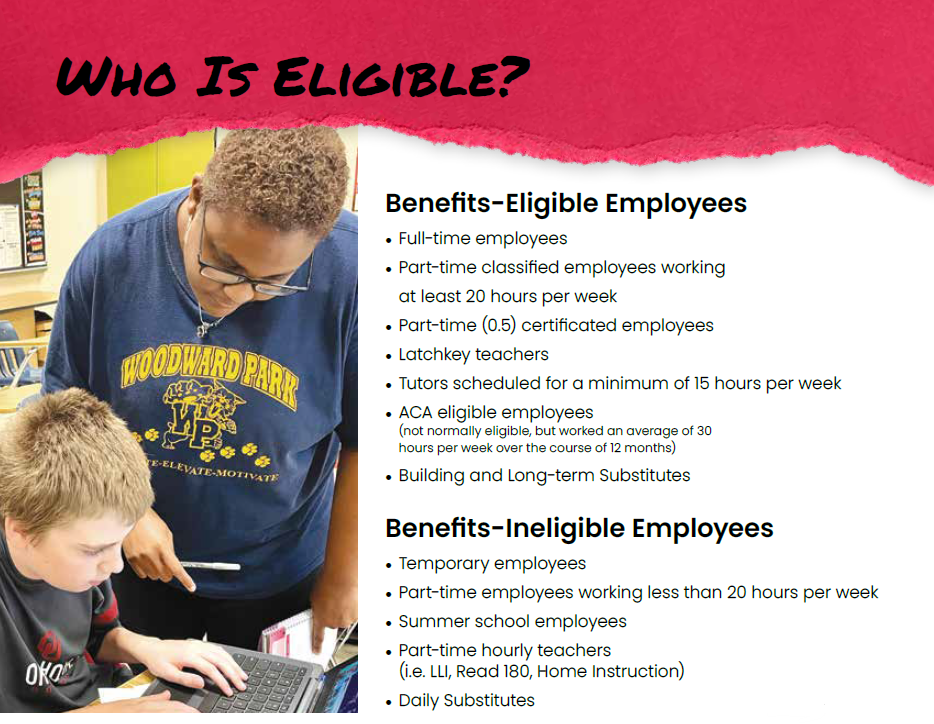 Who Is Eligible?
Benefits-Eligible Employees
• Full-time employees
• Part-time classified employees working
at least 20 hours per week
• Part-time (0.5) certificated employees
• Latchkey teachers
• Tutors scheduled for a minimum of 15 hours per week
• ACA eligible employees
(not normally eligible, but worked an average of 30
hours per week over the course of 12 months)
• Building and Long-term Substitutes
Benefits-Ineligible Employees
• Temporary employees
• Part-time employees working less than 20 hours per week
• Summer school employees
• Part-time hourly teachers
(i.e. LLI, Read 180, Home Instruction)
• Daily Substitutes
WOODWARD PARK
WP
-ELEVATE-MOTIVATE